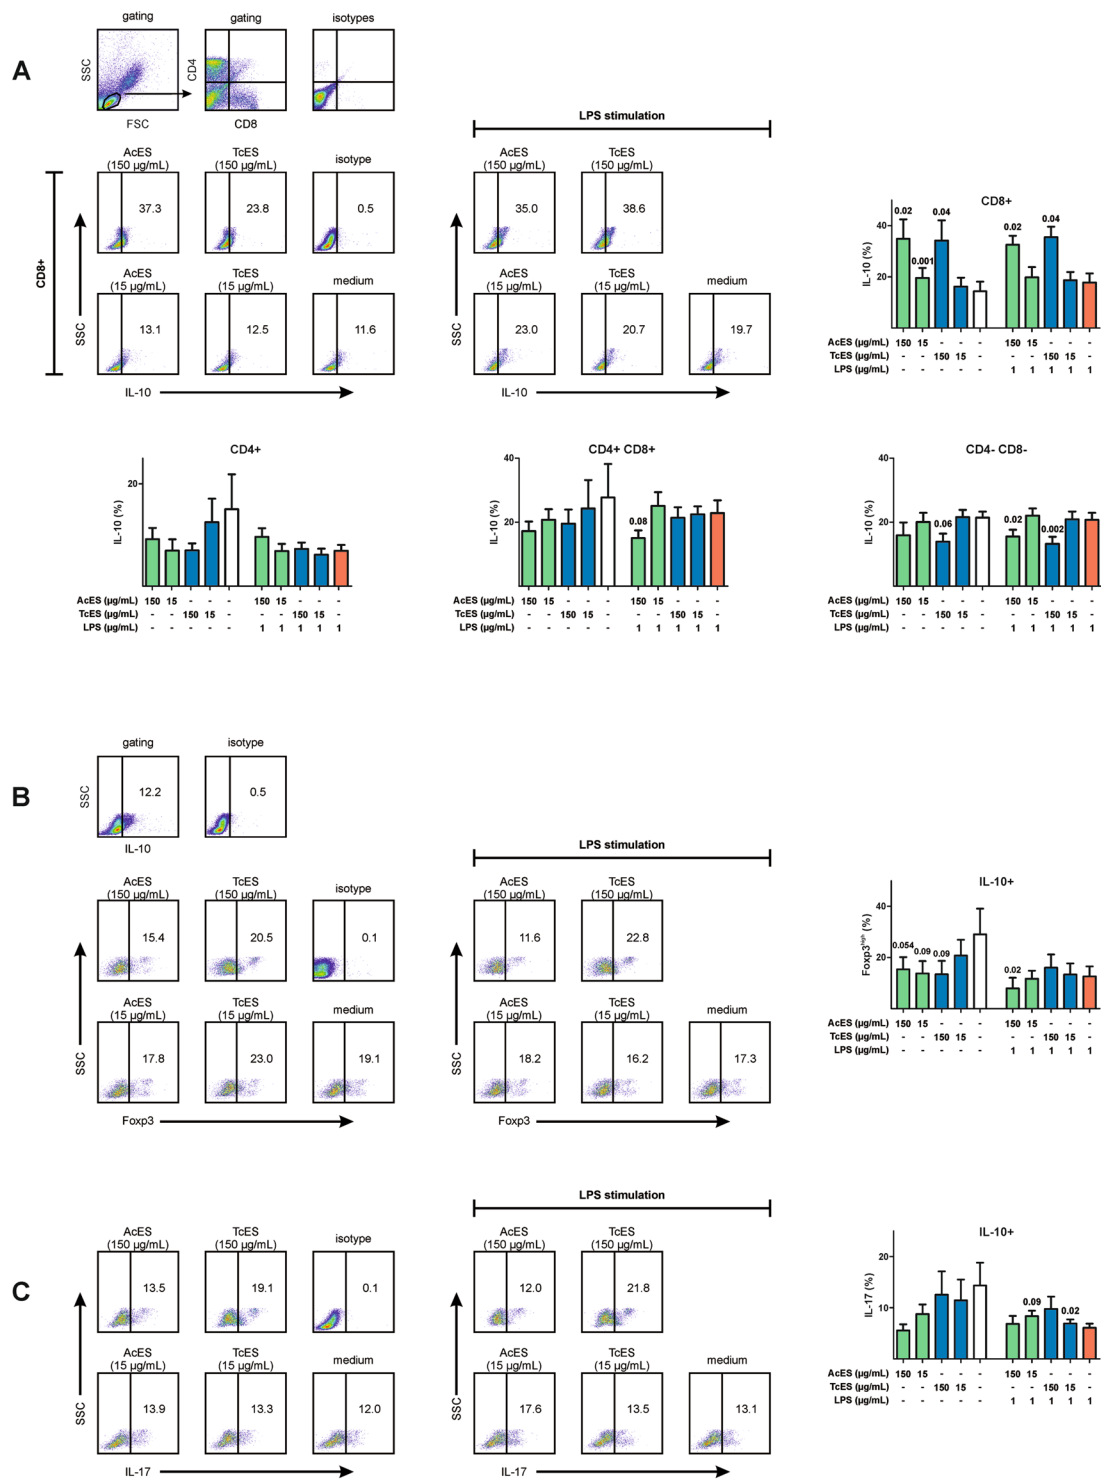 A
gating gating isotypes
SSC CD4
FSC CD8
LPS stimulation
AcES (150 µg/mL) TcES (150 µg/mL) isotype AcES (150 µg/mL) TcES (150 µg/mL)
37.3 23.8 0.5 35.0 38.6
CD8+
SSC SSC
AcES (15 µg/mL) TcES (15 µg/mL) medium AcES (15 µg/mL) TcES (15 µg/mL) medium
13.1 12.5 11.6 23.0 20.7 19.7
IL-10 IL-10
CD8+
IL-10 (%)
40
20
0.02 0.001 0.04 0.02 0.04
AcES (µg/mL) 150 15 - - - 150 15 - - -
TcES (µg/mL) - - 150 15 - - - 150 15 -
LPS (µg/mL) - - - - - 1 1 1 1 1
CD4+
IL-10 (%)
20
AcES (µg/mL) 150 15 - - - 150 15 - - -
TcES (µg/mL) - - 150 15 - - - 150 15 -
LPS (µg/mL) - - - - - 1 1 1 1 1
CD4+ CD8+
IL-10 (%)
40
20
0.08
AcES (µg/mL) 150 15 - - - 150 15 - - -
TcES (µg/mL) - - 150 15 - - - 150 15 -
LPS (µg/mL) - - - - - 1 1 1 1 1
CD4- CD8-
IL-10 (%)
40
20
0.06 0.02 0.002
AcES (µg/mL) 150 15 - - - 150 15 - - -
TcES (µg/mL) - - 150 15 - - - 150 15 -
LPS (µg/mL) - - - - - 1 1 1 1 1
B
gating isotype
SSC
12.2 0.5
IL-10
LPS stimulation
AcES (150 µg/mL) TcES (150 µg/mL) isotype AcES (150 µg/mL) TcES (150 µg/mL)
15.4 20.5 0.1 11.6 22.8
SSC SSC
AcES (15 µg/mL) TcES (15 µg/mL) medium AcES (15 µg/mL) TcES (15 µg/mL) medium
17.8 23.0 19.1 18.2 16.2 17.3
Foxp3 Foxp3
IL-10+
Foxp3high (%)
40
20
0.054 0.09 0.09 0.02
AcES (µg/mL) 150 15 - - - 150 15 - - -
TcES (µg/mL) - - 150 15 - - - 150 15 -
LPS (µg/mL) - - - - - 1 1 1 1 1
C
LPS stimulation
AcES (150 µg/mL) TcES (150 µg/mL) isotype AcES (150 µg/mL) TcES (150 µg/mL)
13.5 19.1 0.1 12.0 21.8
SSC SSC
AcES (15 µg/mL) TcES (15 µg/mL) medium AcES (15 µg/mL) TcES (15 µg/mL) medium
13.9 13.3 12.0 17.6 13.5 13.1
IL-17 IL-17
IL-10+
IL-17 (%)
20
10
0.09 0.02
AcES (µg/mL) 150 15 - - - 150 15 - - -
TcES (µg/mL) - - 150 15 - - - 150 15 -
LPS (µg/mL) - - - - - 1 1 1 1 1